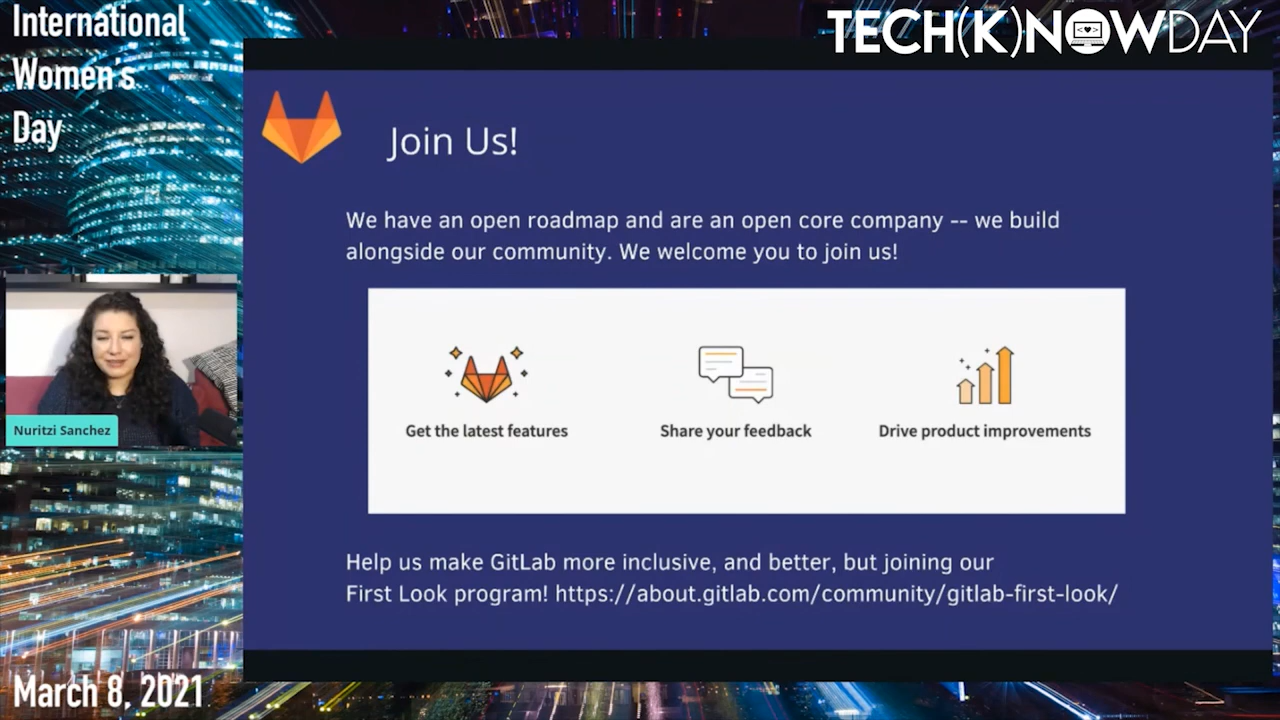 International
Women's
Day
TECH(K)NOWDAY
Join Us!
We have an open roadmap and are an open core company -- we build
alongside our community. We welcome you to join us!
Get the latest features
Share your feedback
Drive product improvements
Help us make GitLab more inclusive, and better, but joining our
First Look program! https://about.gitlab.com/community/gitlab-first-look/
Nuritzi Sanchez
March 8, 2021